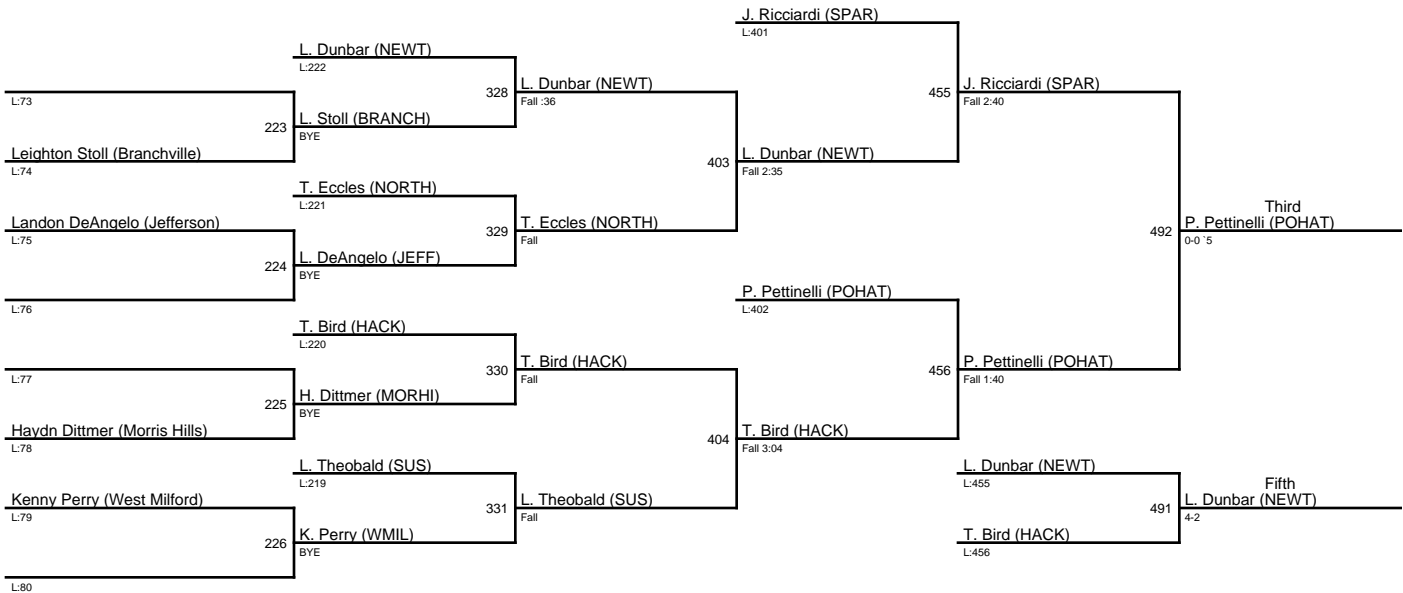 J. Ricciardi (SPAR)
L:401
L. Dunbar (NEWT)
L:222
L:73
328
L. Dunbar (NEWT)
Fall :36
455
J. Ricciardi (SPAR)
Fall 2:40
223
L. Stoll (BRANCH)
BYE
Leighton Stoll (Branchville)
L:74
403
L. Dunbar (NEWT)
Fall 2:35
T. Eccles (NORTH)
L:221
Landon DeAngelo (Jefferson)
L:75
329
T. Eccles (NORTH)
Fall
492
Third
P. Pettinelli (POHAT)
0-0 `5
224
L. DeAngelo (JEFF)
BYE
L:76
P. Pettinelli (POHAT)
L:402
T. Bird (HACK)
L:220
L:77
330
T. Bird (HACK)
Fall
456
P. Pettinelli (POHAT)
Fall 1:40
225
H. Dittmer (MORHI)
BYE
Haydn Dittmer (Morris Hills)
L:78
404
T. Bird (HACK)
Fall 3:04
L. Theobald (SUS)
L:219
L. Dunbar (NEWT)
L:455
Kenny Perry (West Milford)
L:79
331
L. Theobald (SUS)
Fall
491
Fifth
L. Dunbar (NEWT)
4-2
226
K. Perry (WMIL)
BYE
T. Bird (HACK)
L:456
L:80